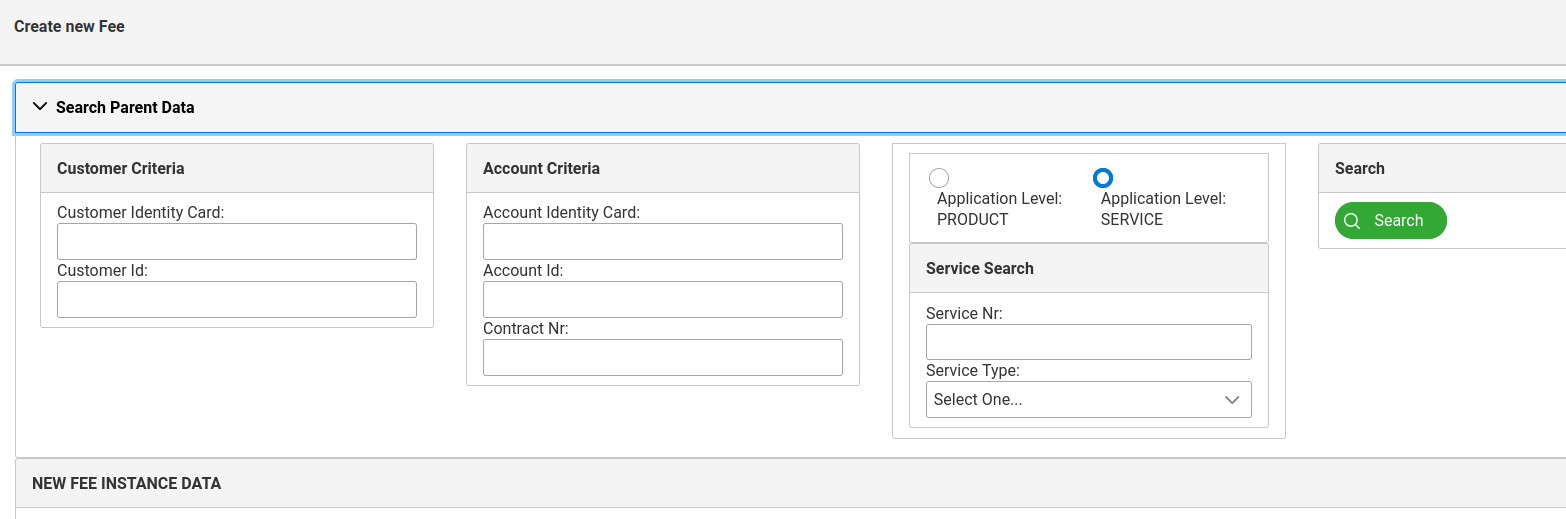 Create new Fee
Search Parent Data
Customer Criteria
Customer Identity Card:
Customer Id:
Account Criteria
Account Identity Card:
Account Id:
Contract Nr:
Application Level:
PRODUCT
Application Level:
SERVICE
Service Search
Service Nr:
Service Type:
Select One...
Search
Search
NEW FEE INSTANCE DATA